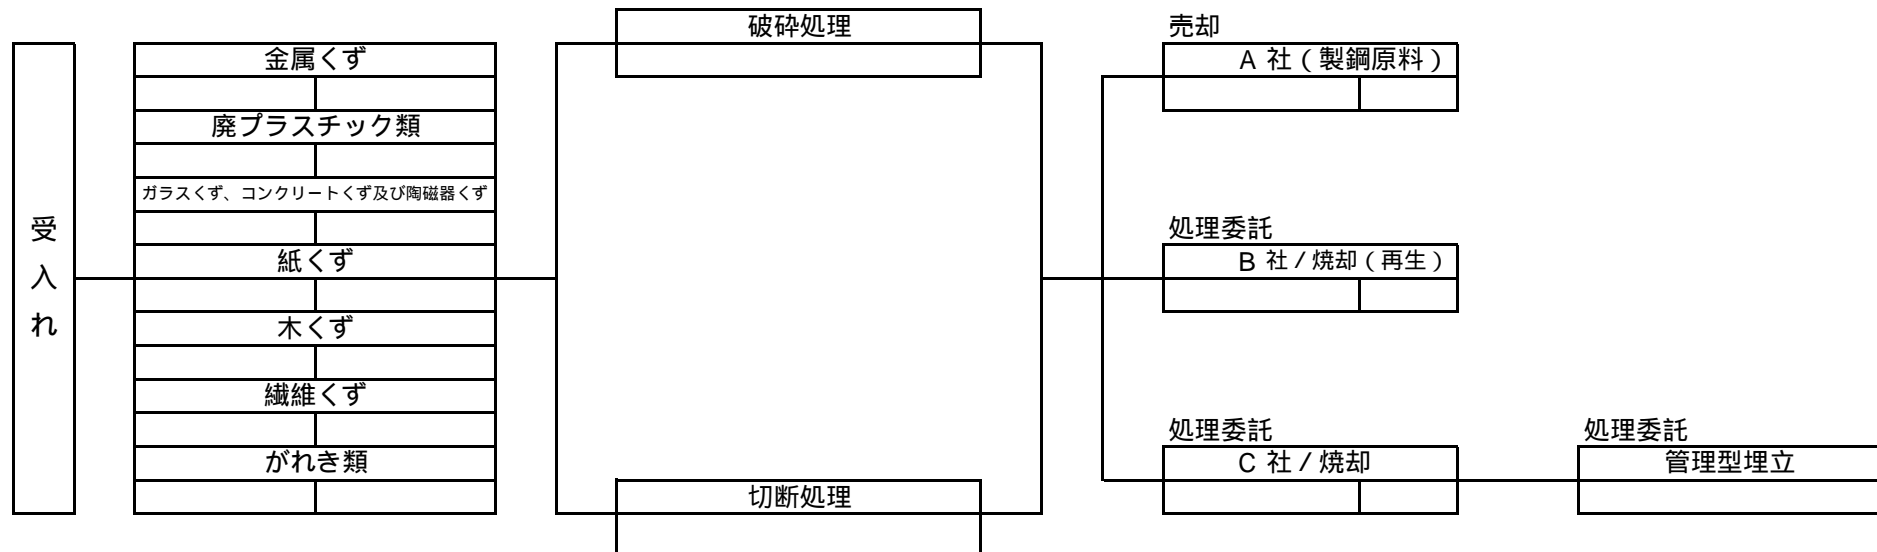 受入れ
金属くず
廃プラスチック類
ガラスくず、コンクリートくず及び陶磁器くず
紙くず
木くず
繊維くず
がれき類
破砕処理
切断処理
売却
A 社（製鋼原料）
処理委託
B 社／焼却（再生）
処理委託
C 社／焼却
処理委託
管理型埋立